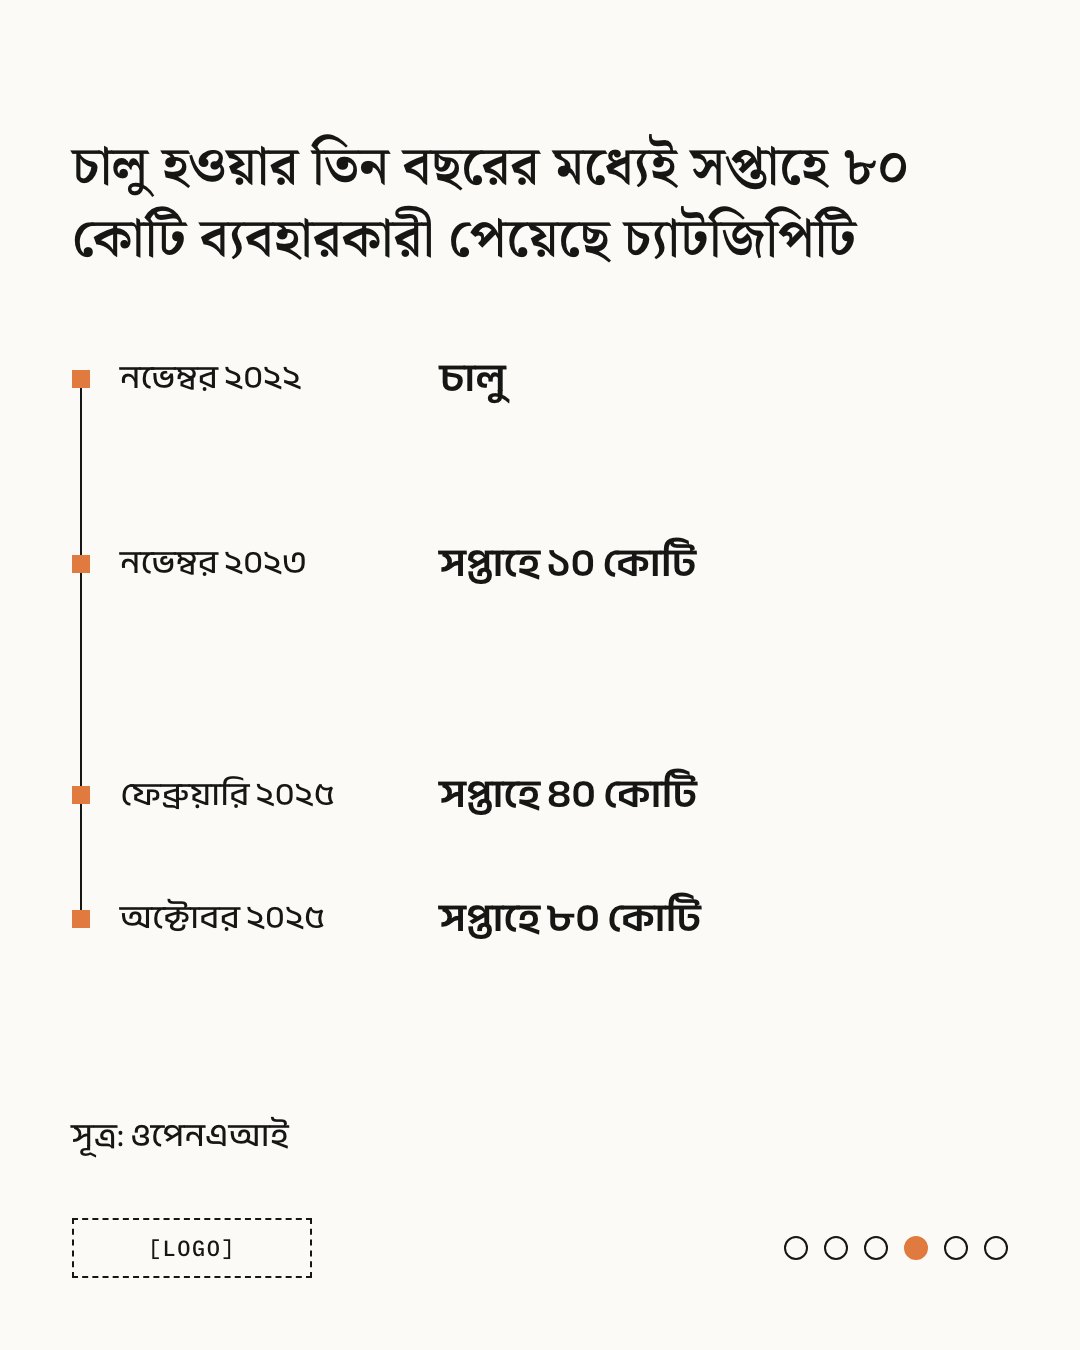 চালু হওয়ার তিন বছরের মধ্যেই সপ্তাহে ৮০
কোটি ব্যবহারকারী পেয়েছে চ্যাটজিপিটি
নভেম্বর ২০২২ চালু
নভেম্বর ২০২৩ সপ্তাহে ১০ কোটি
ফেব্রুয়ারি ২০২৫ সপ্তাহে ৪০ কোটি
অক্টোবর ২০২৫ সপ্তাহে ৮০ কোটি
সূত্র: ওপেনএআই
[LOGO]